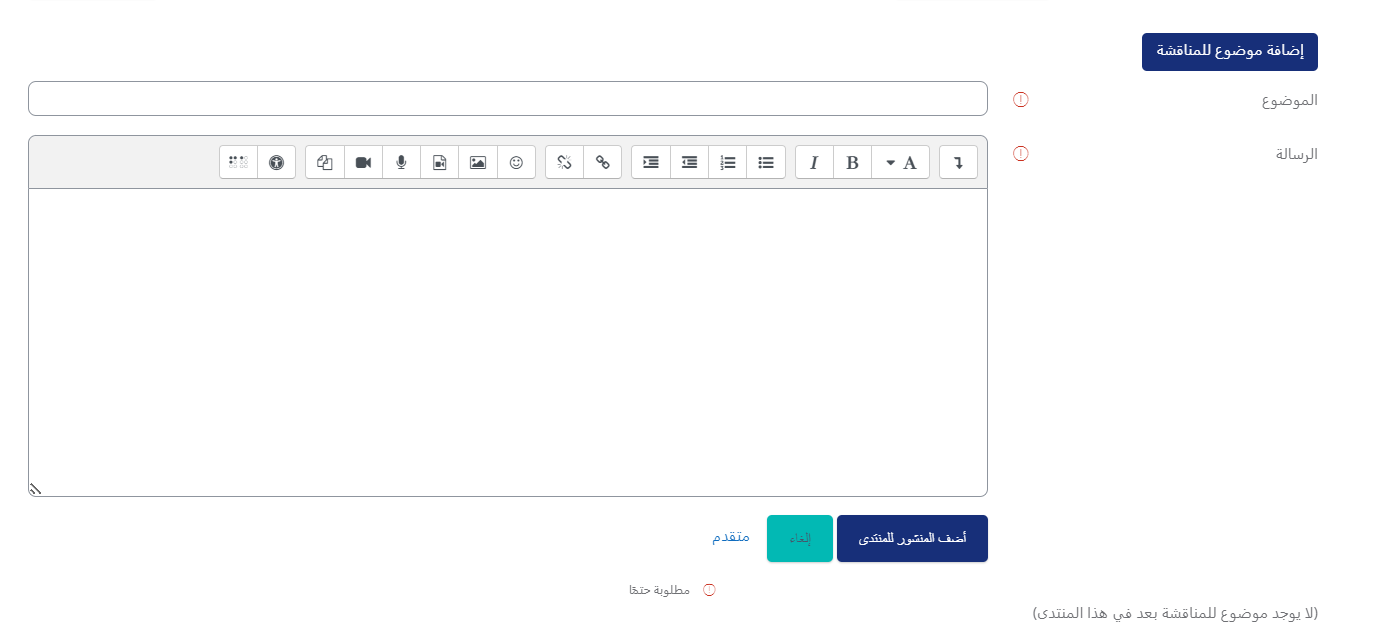 إضافة موضوع للمناقشة
الموضوع
الرسالة
A B I
أضف المنشور للمنتدى إلغاء متقدم
مطلوبة حتمًا
(لا يوجد موضوع للمناقشة بعد في هذا المنتدى)